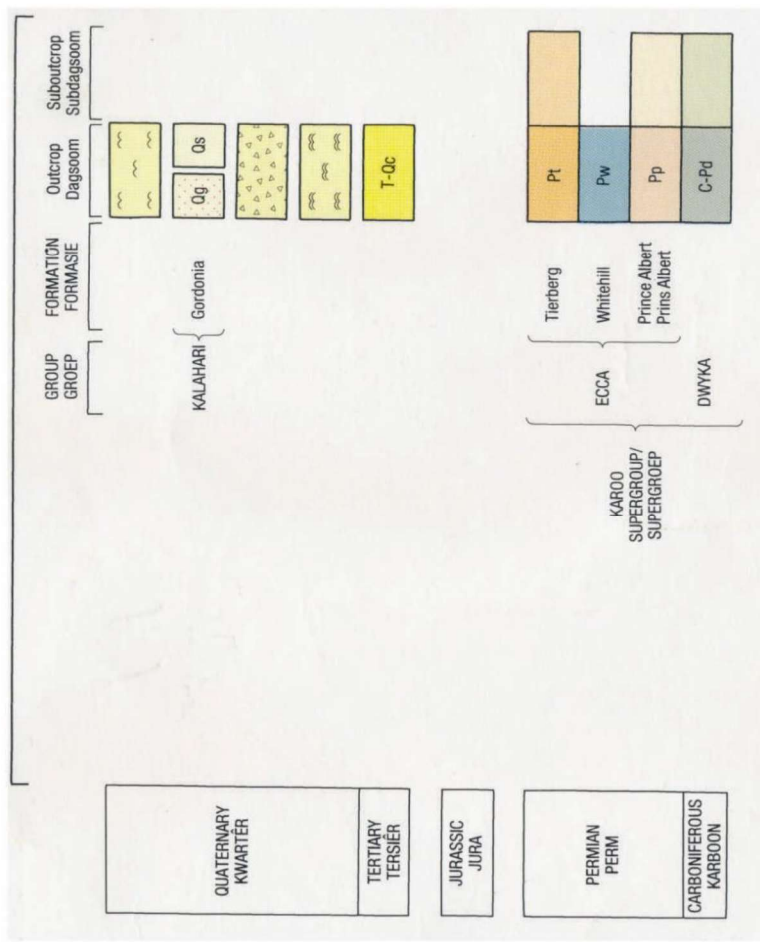 GROUP
GROEP
FORMATION
FORMASIE
Outcrop
Dagsoom
Suboutcrop
Subdagsoom
QUATERNARY
KWARTÊR
KALAHARI
Gordonia
Qg
Qs
TERTIARY
TERSIÊR
T-Qc
JURASSIC
JURA
PERMIAN
PERM
KAROO
SUPERGROUP/
SUPERGROEP
ECCA
Tierberg
Pt
Whitehill
Pw
Prince Albert
Prins Albert
Pp
CARBONIFEROUS
KARBOON
DWYKA
C-Pd